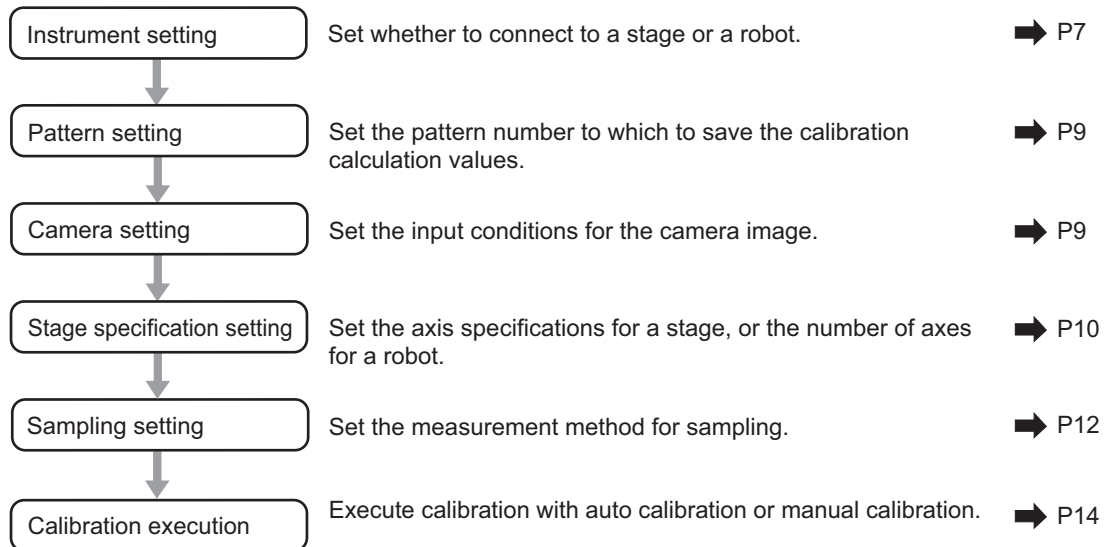 Instrument setting
Set whether to connect to a stage or a robot.
P7
Pattern setting
Set the pattern number to which to save the calibration
calculation values.
P9
Camera setting
Set the input conditions for the camera image.
P9
Stage specification setting
Set the axis specifications for a stage, or the number of axes
for a robot.
P10
Sampling setting
Set the measurement method for sampling.
P12
Calibration execution
Execute calibration with auto calibration or manual calibration.
P14